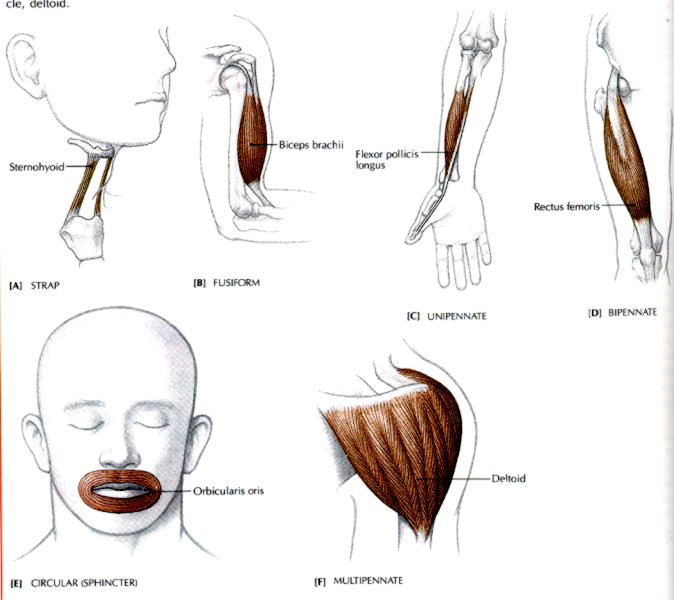 cle, deltoid.
Sternohyoid
Biceps brachii
Flexor pollicis
longus
Rectus femoris
[A] STRAP
[B] FUSIFORM
[C] UNIPENNATE
[D] BIPENNATE
Orbicularis oris
Deltoid
[E] CIRCULAR (SPHINCTER)
[F] MULTIPENNATE